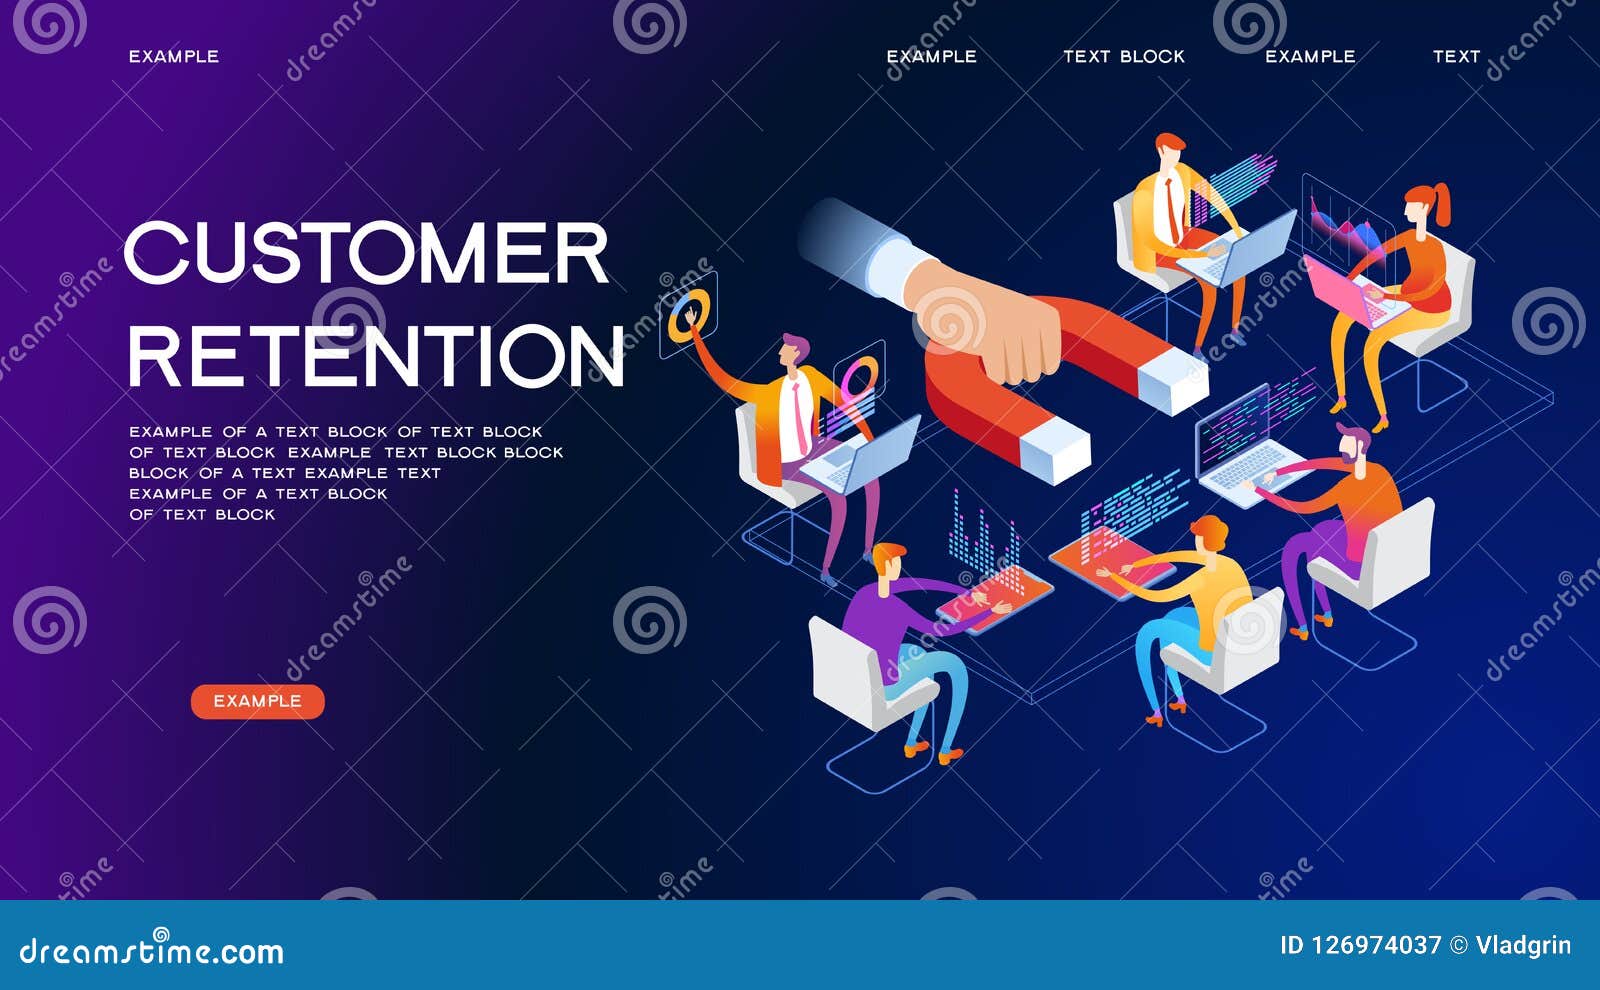 EXAMPLE
EXAMPLE TEXT BLOCK EXAMPLE TEXT
CUSTOMER
RETENTION
EXAMPLE OF A TEXT BLOCK OF TEXT BLOCK
OF TEXT BLOCK EXAMPLE TEXT BLOCK BLOCK
BLOCK OF A TEXT EXAMPLE TEXT
EXAMPLE OF A TEXT BLOCK
OF TEXT BLOCK
EXAMPLE
dreamstime.com
ID 126974037 © Vladgrin